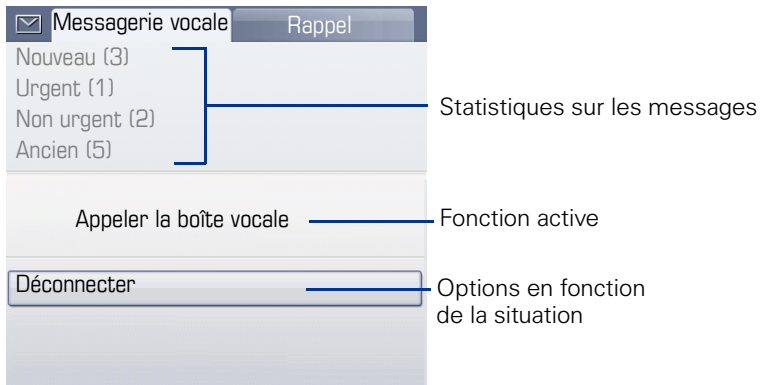 Messagerie vocale Rappel
Nouveau (3)
Urgent (1)
Non urgent (2)
Ancien (5)
Statistiques sur les messages
Appeler la boîte vocale
Fonction active
Déconnecter
Options en fonction
de la situation